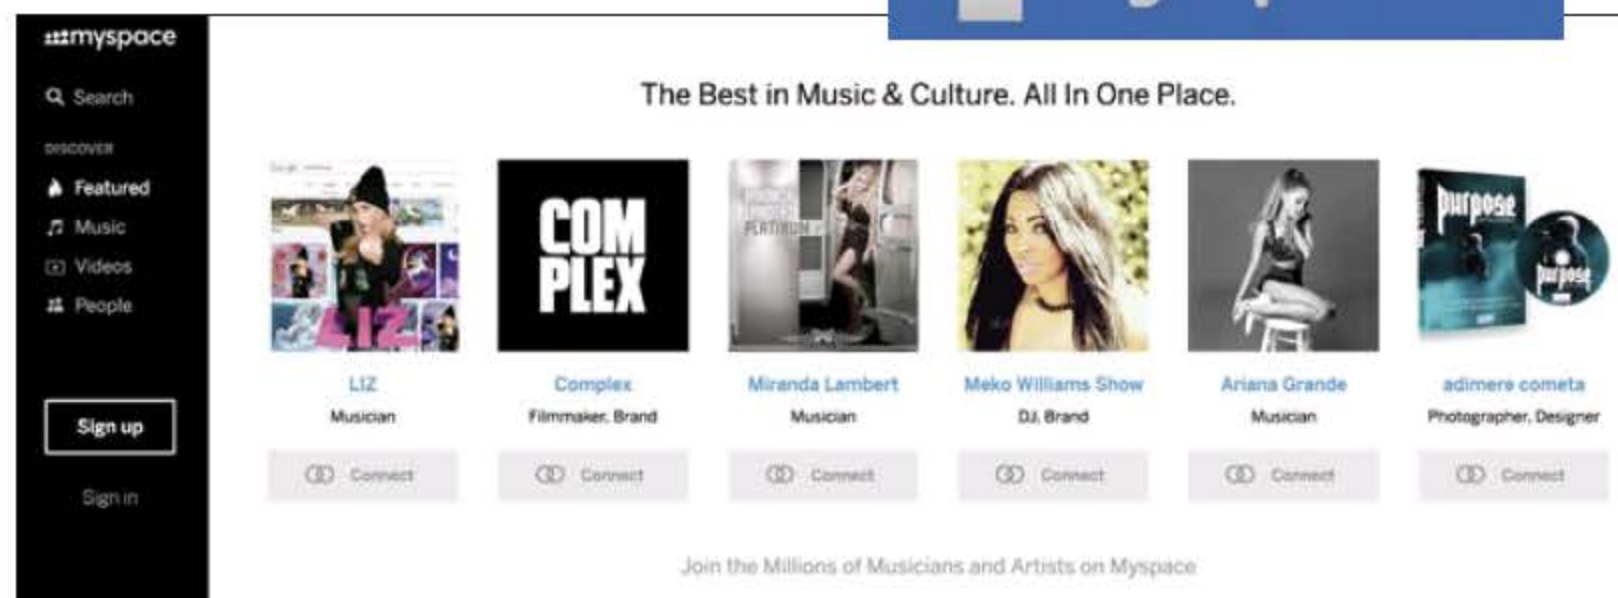 myspace
Search
DISCOVER
Featured
Music
Videos
People
Sign up
Sign in
The Best in Music & Culture. All In One Place.
LIZ
COM
PLEX
PLATINUM
purpose
purpose
LIZ Complex Miranda Lambert Meko Williams Show Ariana Grande adimere cometa
Musician Filmmaker, Brand Musician DJ, Brand Musician Photographer, Designer
Connect Connect Connect Connect Connect Connect
Join the Millions of Musicians and Artists on Myspace